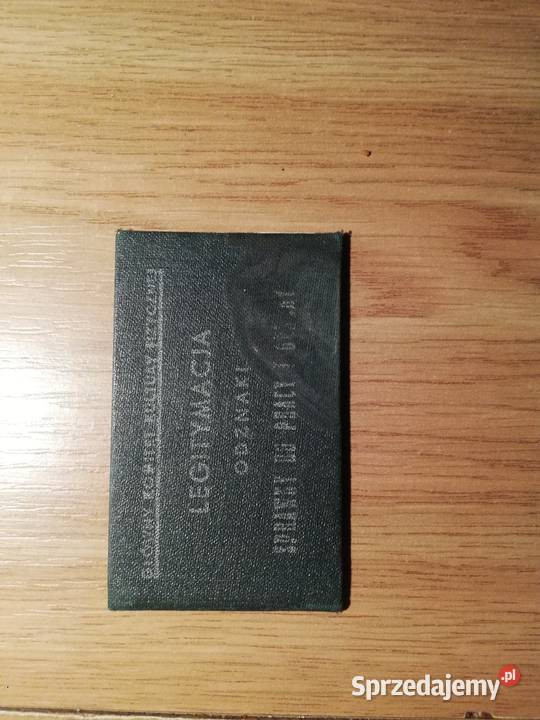 GŁÓWNY KOMITET KULTURY FIZYCZNEJ
LEGITYMACJA
ODZNAKI
SPRAWNY DO PRACY I OBRONY
Sprzedajemy.pl